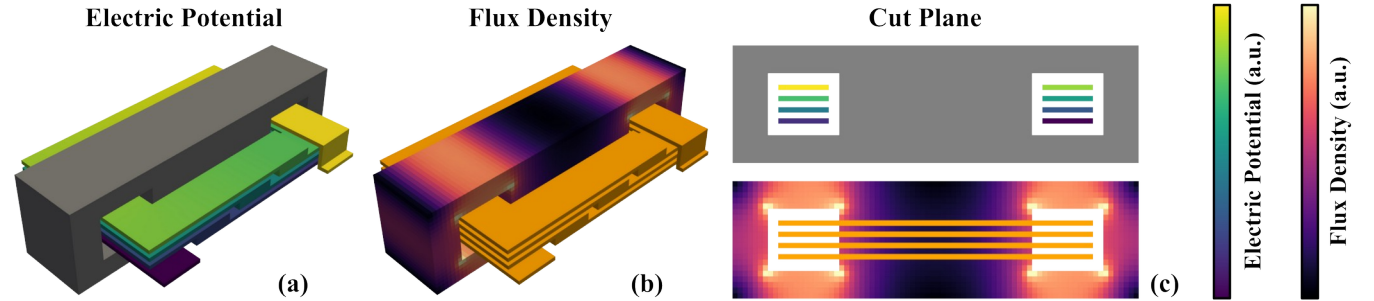 Electric Potential
Flux Density
Cut Plane
(a)
(b)
(c)
Electric Potential (a.u.)
Flux Density (a.u.)